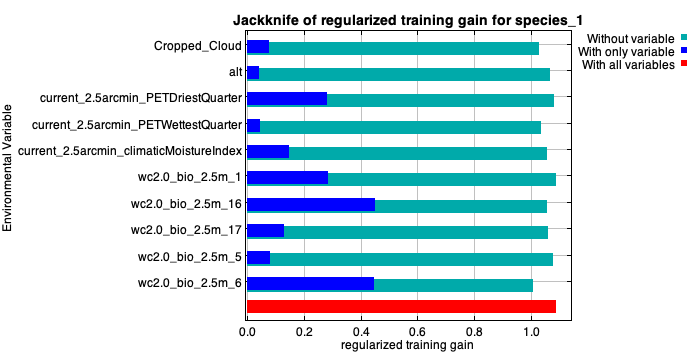 Jackknife of regularized training gain for species_1
Without variable
With only variable
With all variables
Environmental Variable
Cropped_Cloud
alt
current_2.5arcmin_PETDriestQuarter
current_2.5arcmin_PETWettestQuarter
current_2.5arcmin_climaticMoistureIndex
wc2.0_bio_2.5m_1
wc2.0_bio_2.5m_16
wc2.0_bio_2.5m_17
wc2.0_bio_2.5m_5
wc2.0_bio_2.5m_6
0.0 0.2 0.4 0.6 0.8 1.0
regularized training gain